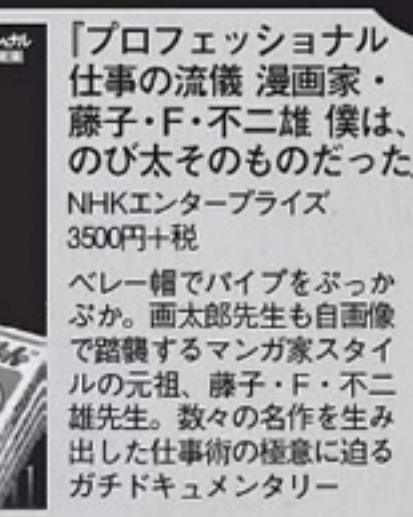 『プロフェッショナル
仕事の流儀 漫画家・
藤子・F・不二雄 僕は、
のび太そのものだった
NHKエンタープライズ
3500円+税
ベレー帽でパイプをぷっか
ぷか。画太郎先生も自画像
で踏襲するマンガ家スタイ
ルの元祖、藤子・F・不二
雄先生。数々の名作を生み
出した仕事術の極意に迫る
ガチドキュメンタリー